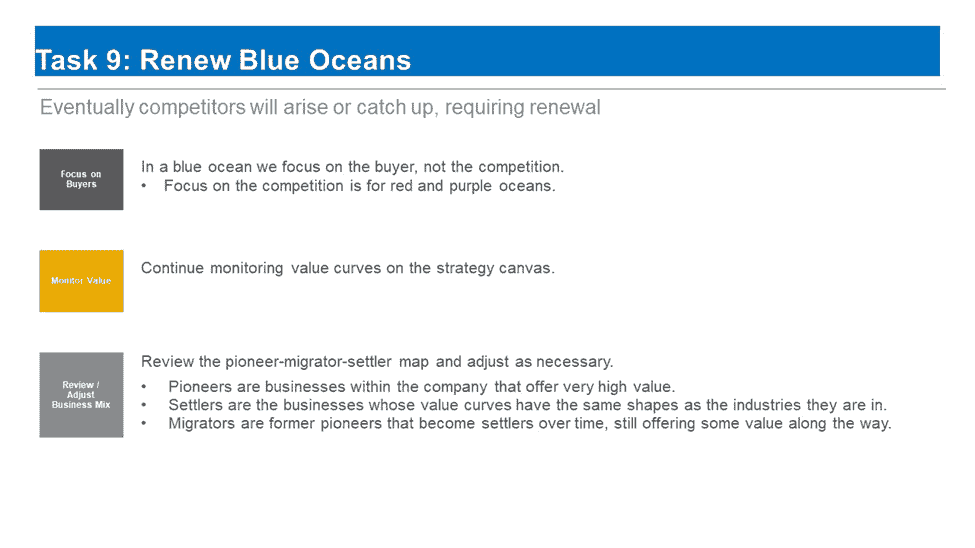 Task 9: Renew Blue Oceans
Eventually competitors will arise or catch up, requiring renewal
Focus on
Buyers
In a blue ocean we focus on the buyer, not the competition.
• Focus on the competition is for red and purple oceans.
Monitor Value
Continue monitoring value curves on the strategy canvas.
Review /
Adjust
Business Mix
Review the pioneer-migrator-settler map and adjust as necessary.
• Pioneers are businesses within the company that offer very high value.
• Settlers are the businesses whose value curves have the same shapes as the industries they are in.
• Migrators are former pioneers that become settlers over time, still offering some value along the way.